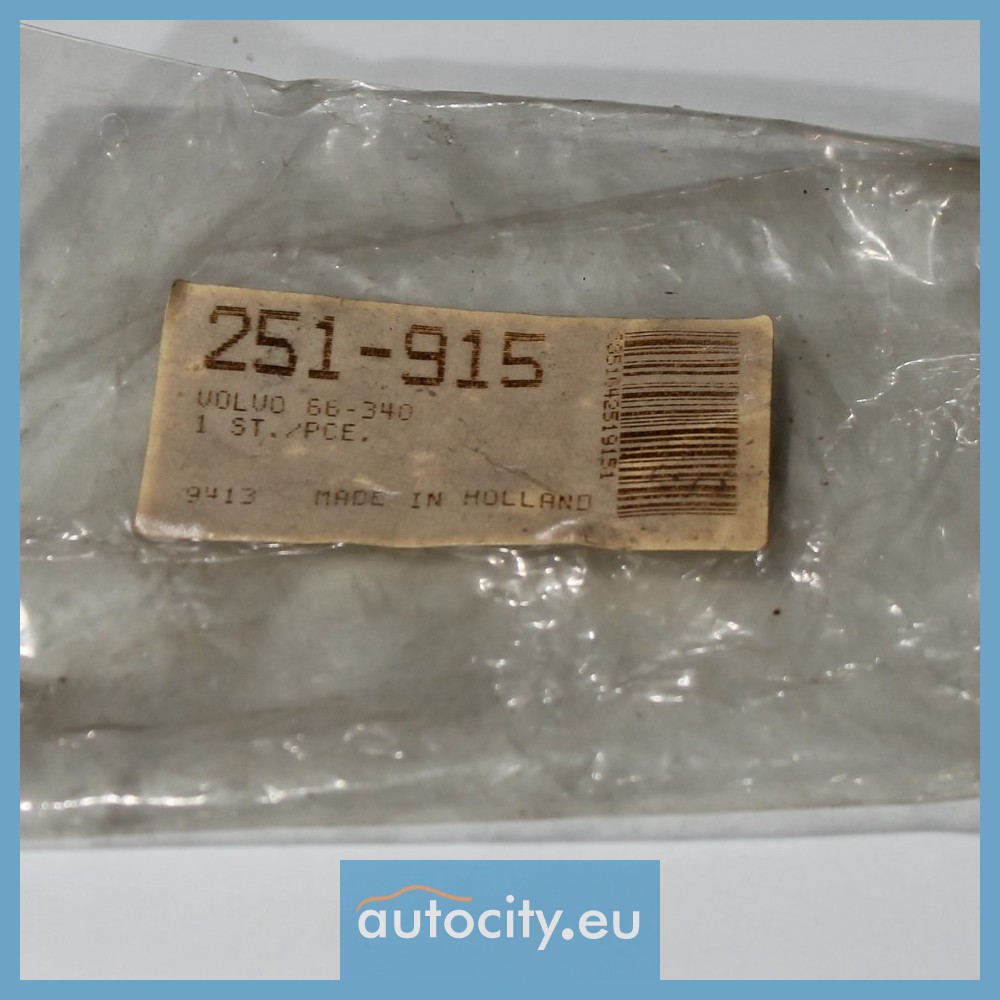 251-915
VOLVO 66-340
1 ST./PCE.
9413 MADE IN HOLLAND
autocity.eu